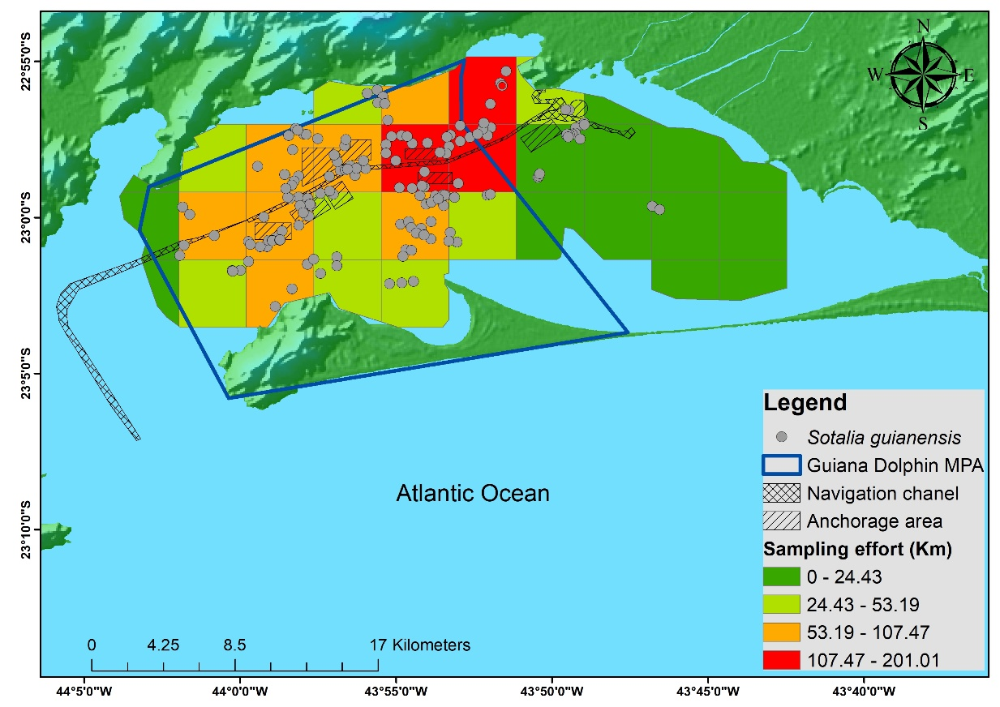 N
W E
S
22°55'0"S
23°0'0"S
23°5'0"S
23°10'0"S
Atlantic Ocean
Legend
Sotalia guianensis
Guiana Dolphin MPA
Navigation chanel
Anchorage area
Sampling effort (Km)
0 - 24.43
24.43 - 53.19
53.19 - 107.47
107.47 - 201.01
0 4.25 8.5 17 Kilometers
44°5'0"W 44°0'0"W 43°55'0"W 43°50'0"W 43°45'0"W 43°40'0"W